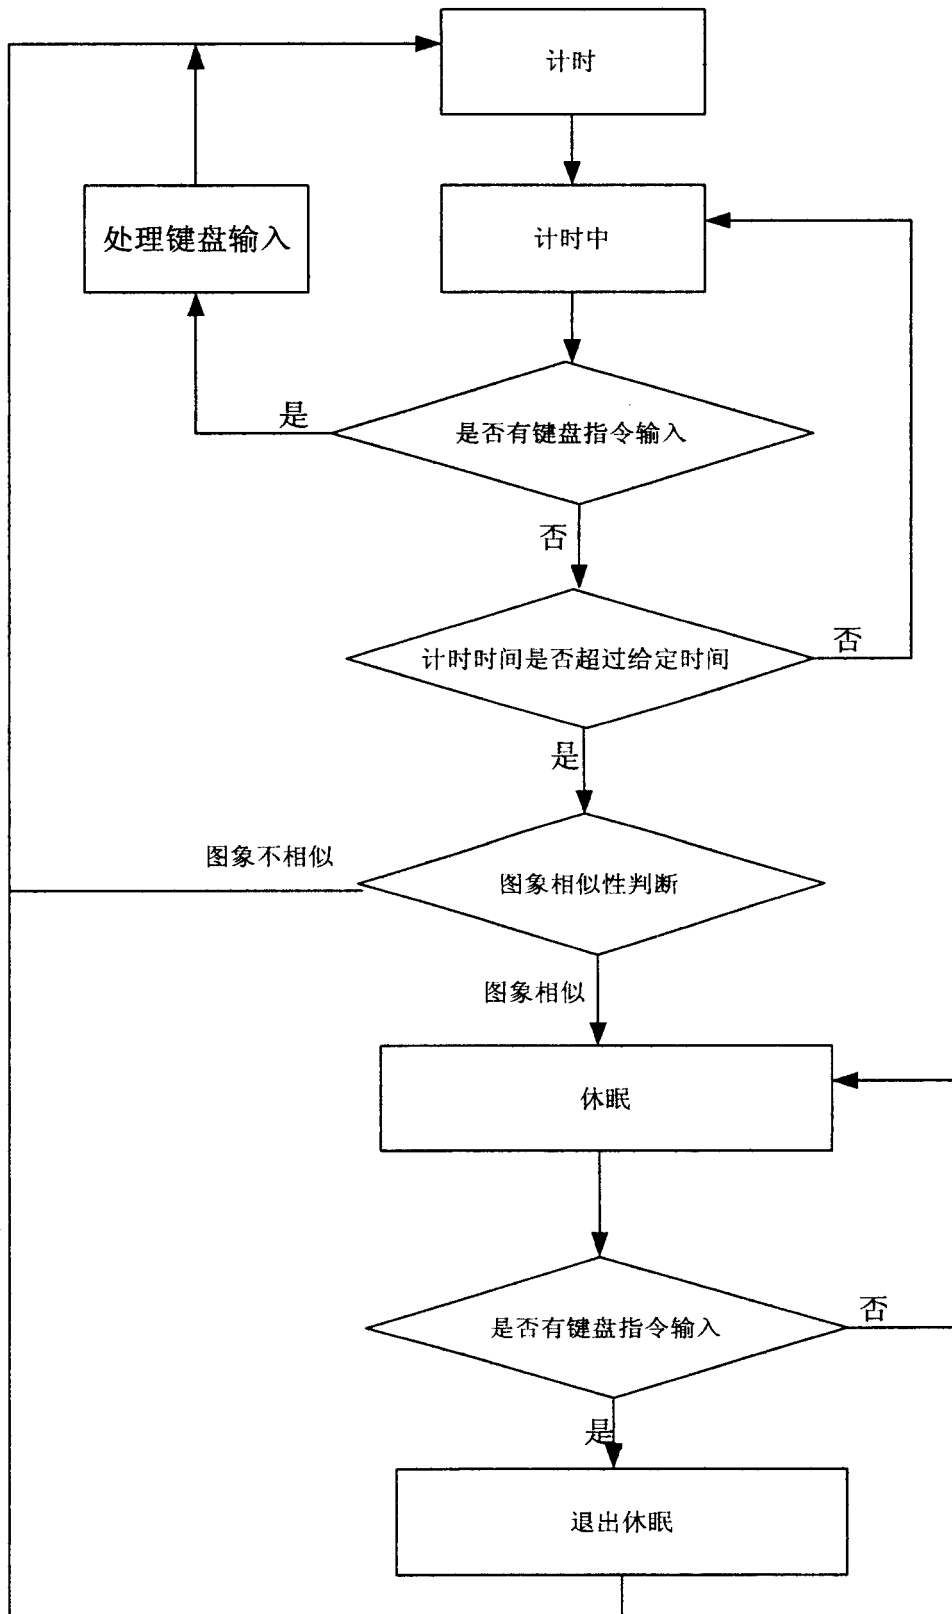 计时
处理键盘输入
计时中
是
是否有键盘指令输入
否
计时时间是否超过给定时间
否
是
图象不相似
图象相似性判断
图象相似
休眠
是否有键盘指令输入
否
是
退出休眠